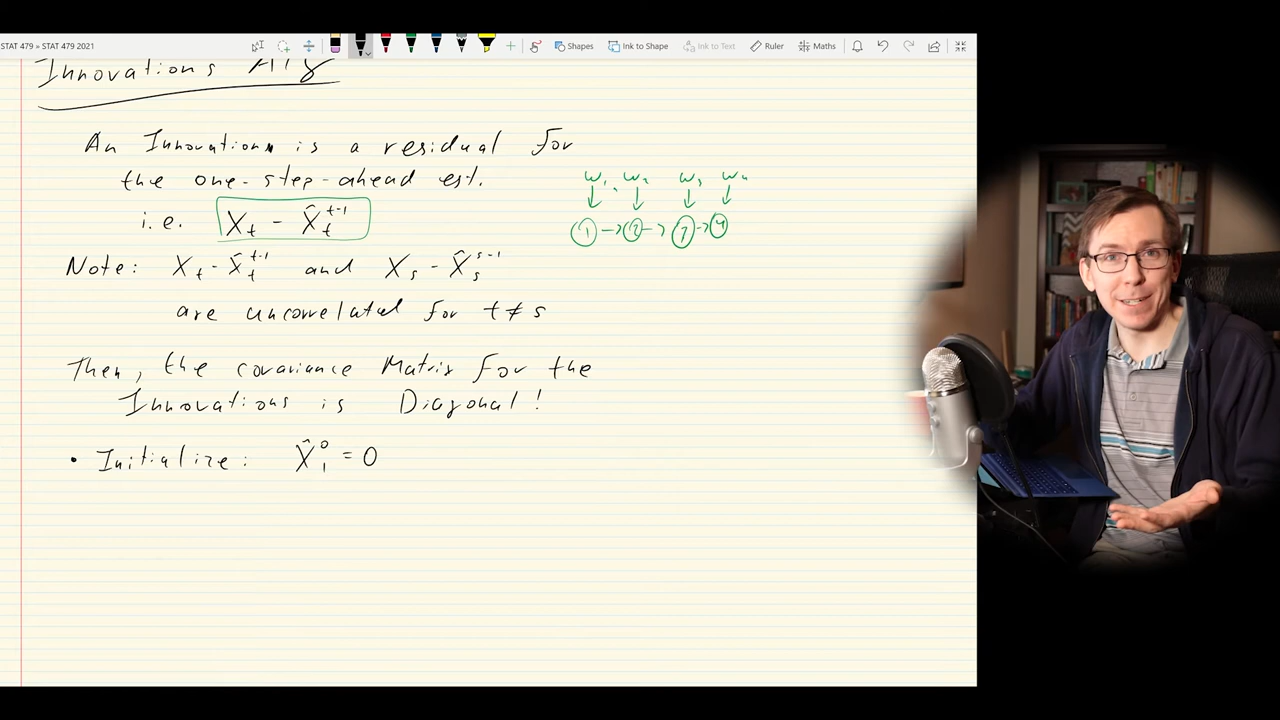 STAT 479 » STAT 479 2021
Shapes Ink to Shape Ink to Text Ruler Maths
Innovations Alg
An Innovation is a residual for
the one-step-ahead est.
i.e. X_t - X̂_t^{t-1}
w_1 w_2 w_3 w_4
1 → 2 → 3 → 4
Note: X_t - X̂_t^{t-1} and X_s - X̂_s^{s-1}
are uncorrelated for t ≠ s
Then, the covariance Matrix for the
Innovations is Diagonal!
• Initialize: X̂_1^0 = 0